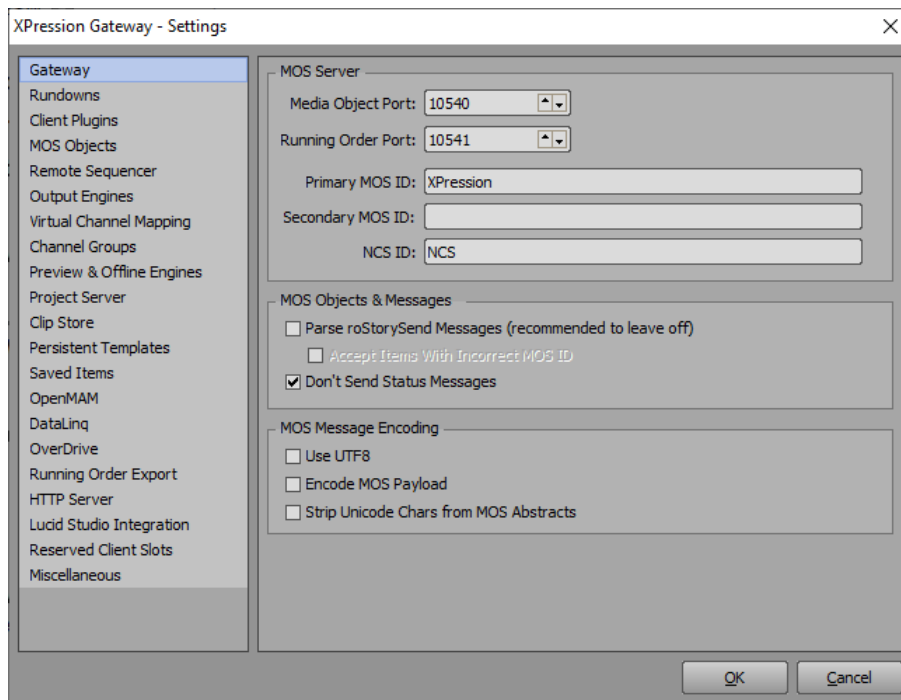 XPression Gateway - Settings
Gateway
Rundowns
Client Plugins
MOS Objects
Remote Sequencer
Output Engines
Virtual Channel Mapping
Channel Groups
Preview & Offline Engines
Project Server
Clip Store
Persistent Templates
Saved Items
OpenMAM
DataLinq
OverDrive
Running Order Export
HTTP Server
Lucid Studio Integration
Reserved Client Slots
Miscellaneous
MOS Server
Media Object Port: 10540
Running Order Port: 10541
Primary MOS ID: XPression
Secondary MOS ID:
NCS ID: NCS
MOS Objects & Messages
Parse roStorySend Messages (recommended to leave off)
Accept Items With Incorrect MOS ID
Don't Send Status Messages
MOS Message Encoding
Use UTF8
Encode MOS Payload
Strip Unicode Chars from MOS Abstracts
OK
Cancel